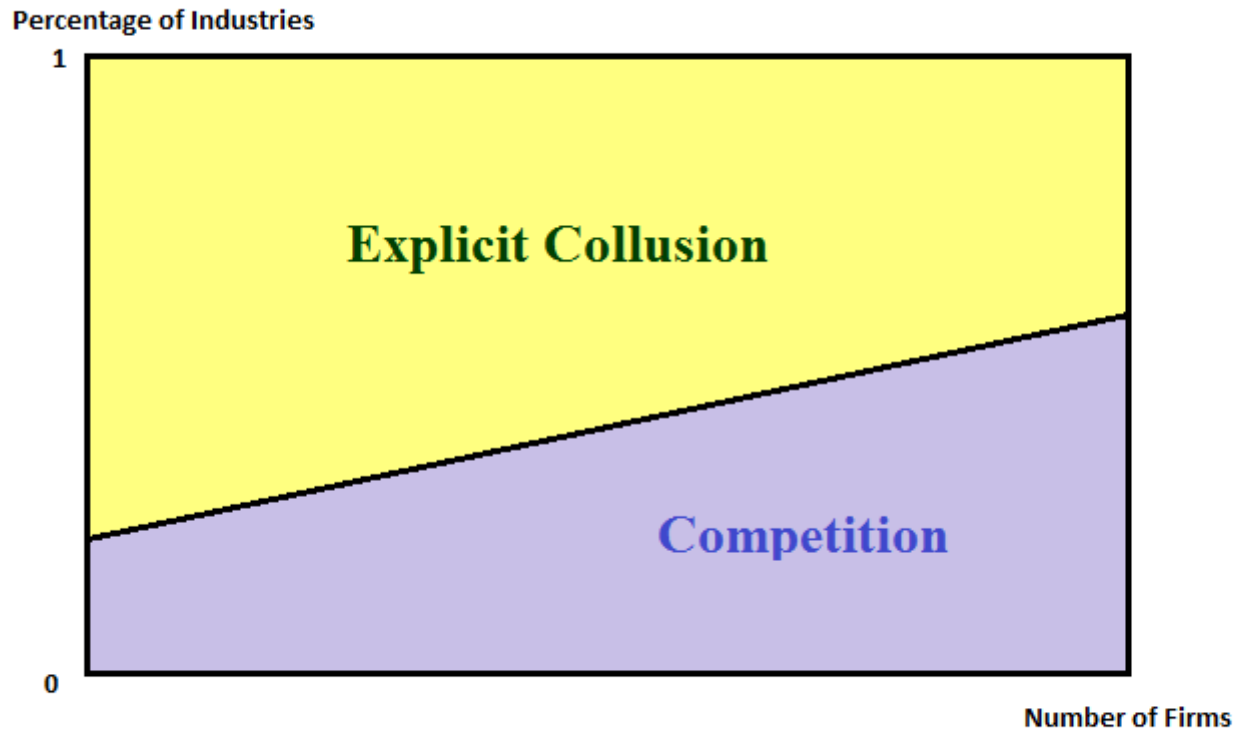 Percentage of Industries
1
Explicit Collusion
Competition
0
Number of Firms